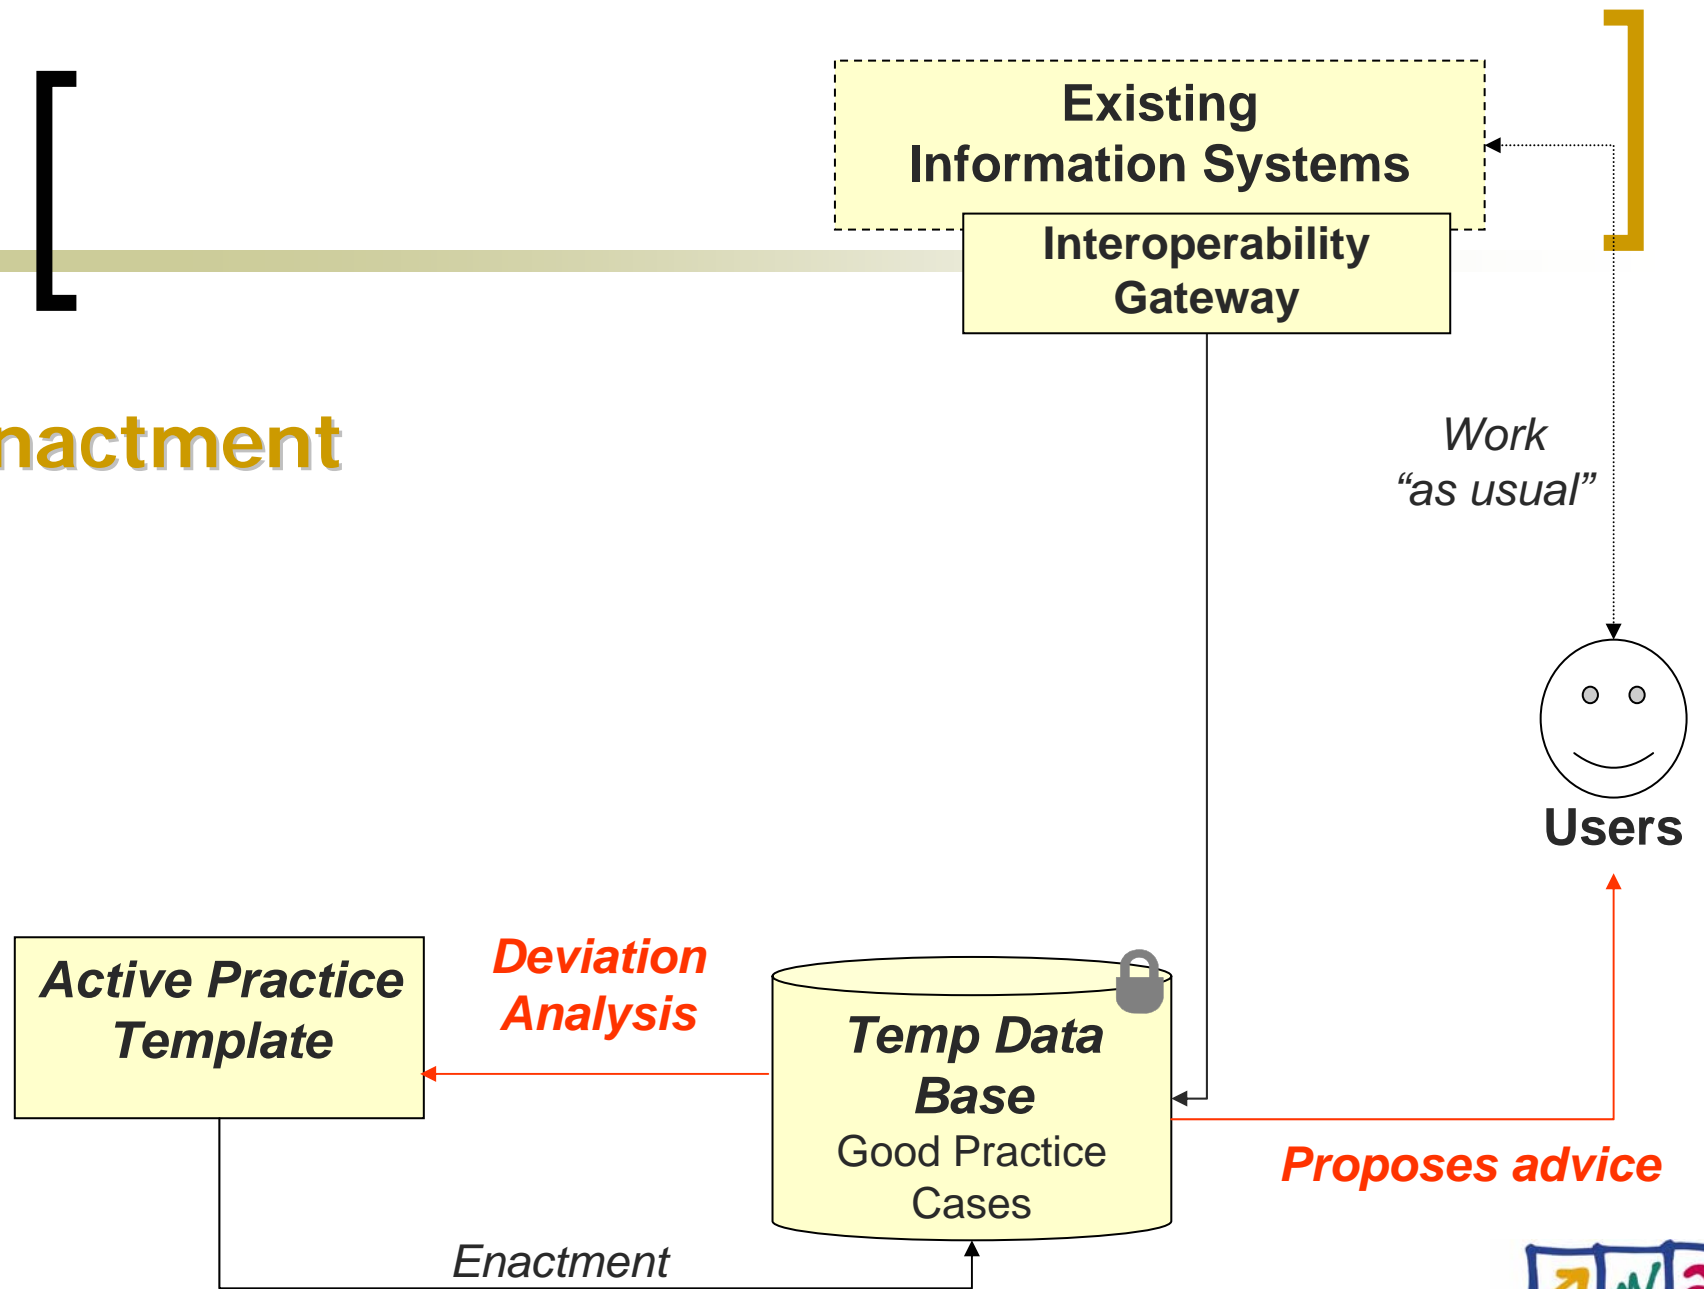 Existing
Information Systems
Interoperability
Gateway
nactment
Work
“as usual”
Users
Active Practice
Template
Deviation
Analysis
Temp Data
Base
Good Practice
Cases
Proposes advice
Enactment